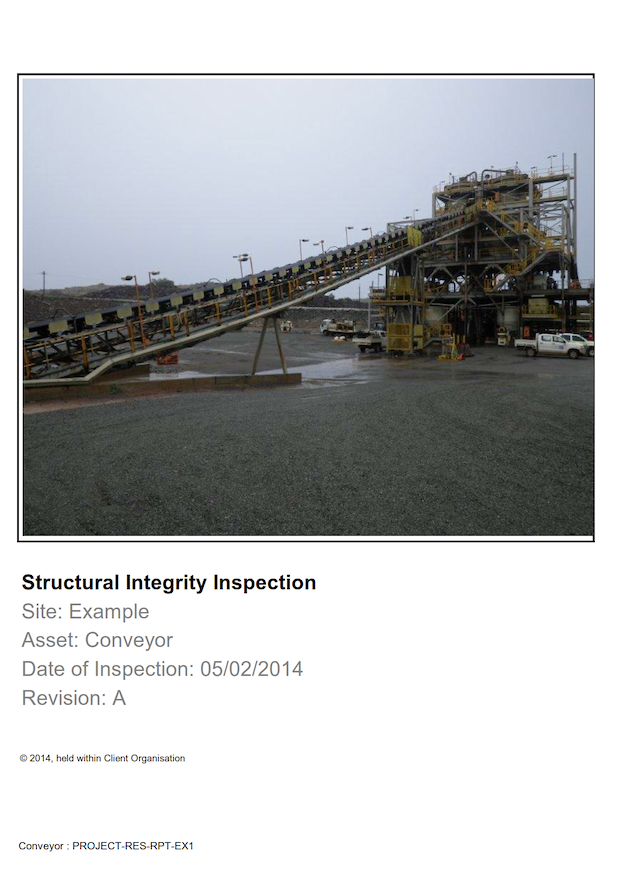 Structural Integrity Inspection
Site: Example
Asset: Conveyor
Date of Inspection: 05/02/2014
Revision: A
© 2014, held within Client Organisation
Conveyor : PROJECT-RES-RPT-EX1